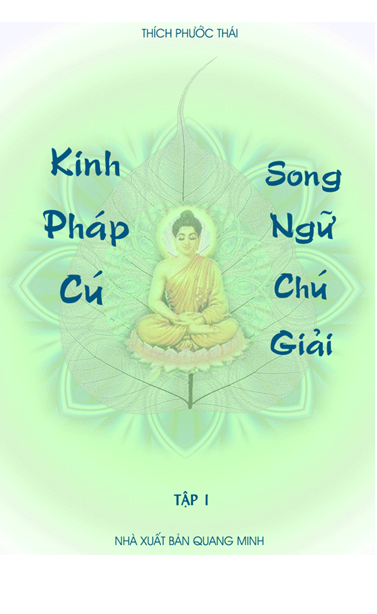 THÍCH PHƯỚC THÁI
Kinh
Pháp
Cú
Song
Ngữ
Chú
Giải
TẬP I
NHÀ XUẤT BẢN QUANG MINH